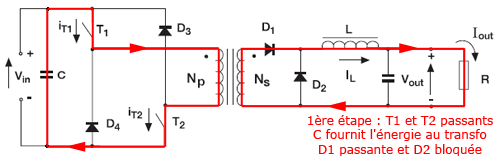 iT1
T1
D3
D1
L
Iout
+
Vin
-
C
Np
Ns
D2
IL
Vout
+
-
R
D4
iT2
T2
1ère étape : T1 et T2 passants
C fournit l'énergie au transfo
D1 passante et D2 bloquée